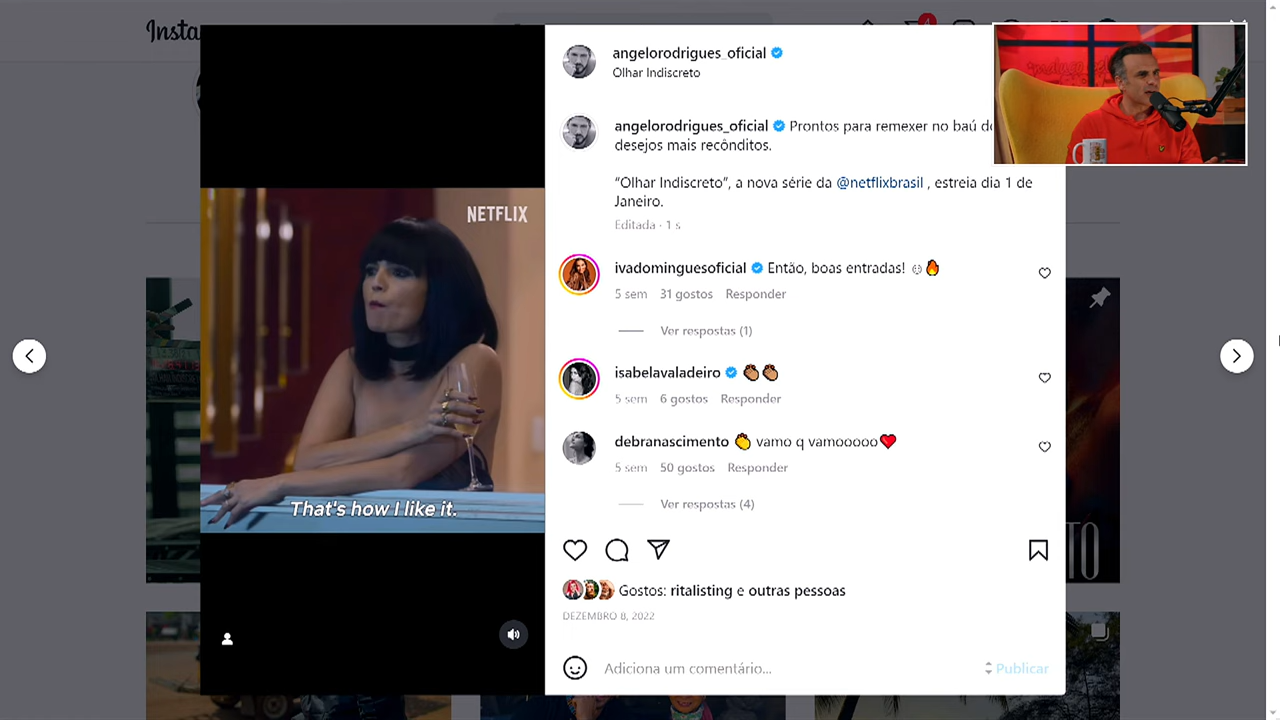 Insta
4
angelorodrigues_oficial
Olhar Indiscreto
angelorodrigues_oficial Prontos para remexer no baú
desejos mais recônditos.
"Olhar Indiscreto", a nova série da @netflixbrasil , estreia dia 1 de
Janeiro.
Editada · 1 s
NETFLIX
That's how I like it.
ivadominguesoficial Então, boas entradas! 🔥
5 sem 31 gostos Responder
Ver respostas (1)
isabelavaladeiro 👏🏽👏🏽
5 sem 6 gostos Responder
debranascimento 👏 vamo q vamooooo❤️
5 sem 50 gostos Responder
Ver respostas (4)
Gostos: ritalisting e outras pessoas
DEZEMBRO 8, 2022
Adiciona um comentário...
Publicar